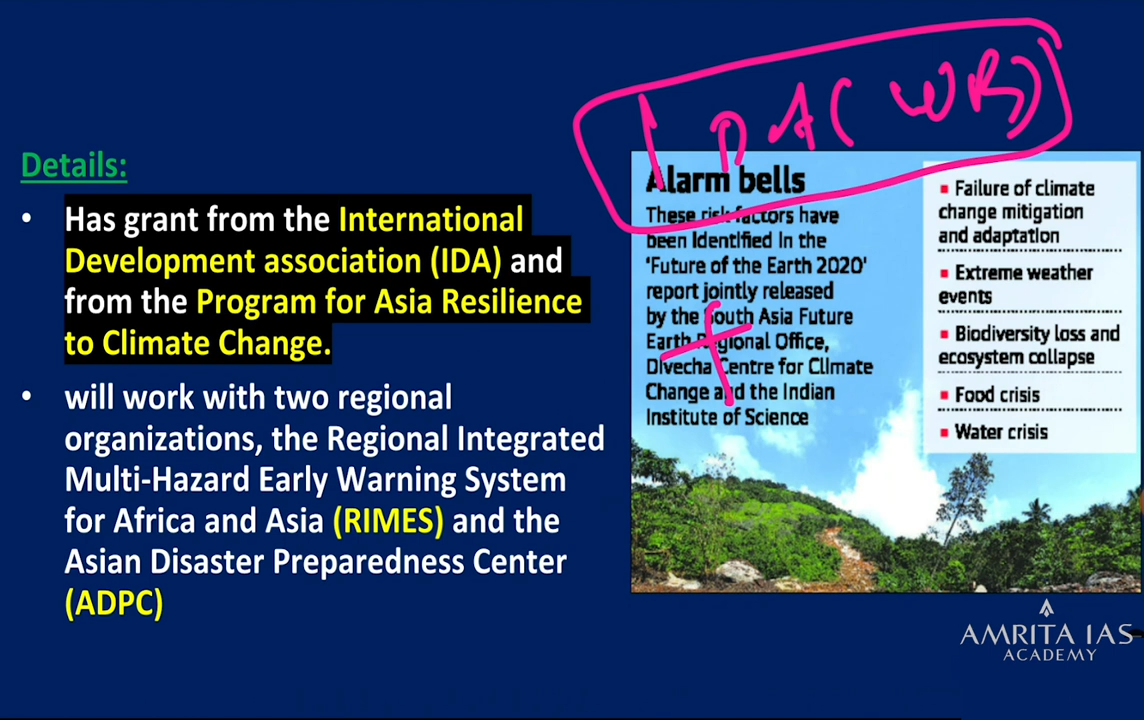 IDA (WB)
Details:
• Has grant from the International
Development association (IDA) and
from the Program for Asia Resilience
to Climate Change.
• will work with two regional
organizations, the Regional Integrated
Multi-Hazard Early Warning System
for Africa and Asia (RIMES) and the
Asian Disaster Preparedness Center
(ADPC)
Alarm bells
These risk factors have
been identified in the
'Future of the Earth 2020'
report jointly released
by the South Asia Future
Earth Regional Office,
Divecha Centre for Climate
Change and the Indian
Institute of Science
Failure of climate
change mitigation
and adaptation
Extreme weather
events
Biodiversity loss and
ecosystem collapse
Food crisis
Water crisis
AMRITA IAS
ACADEMY